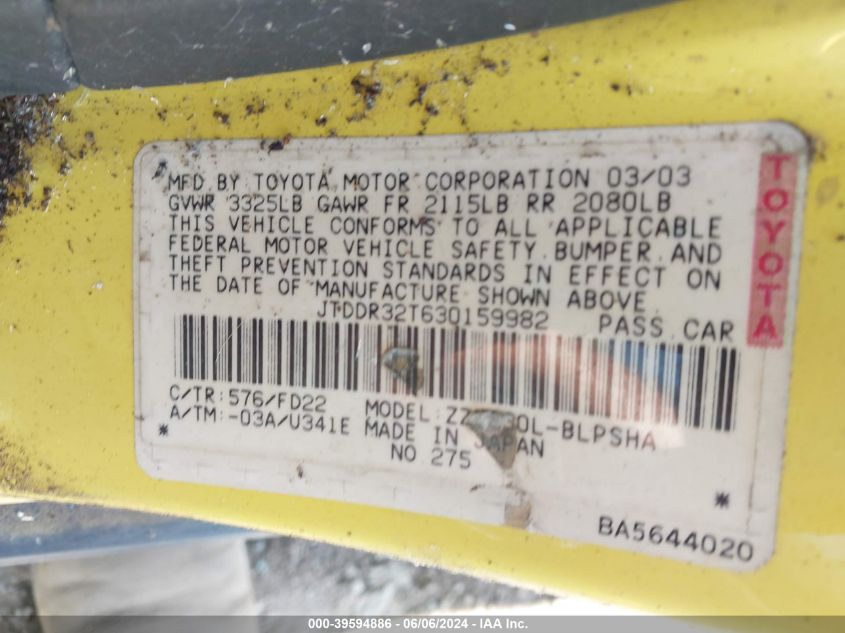 MFD BY TOYOTA MOTOR CORPORATION 03/03
GVWR 3325LB GAWR FR 2115LB RR 2080LB
THIS VEHICLE CONFORMS TO ALL APPLICABLE
FEDERAL MOTOR VEHICLE SAFETY, BUMPER, AND
THEFT PREVENTION STANDARDS IN EFFECT ON
THE DATE OF MANUFACTURE SHOWN ABOVE.
JTDDR32T630159982 PASS.CAR
C/TR:576/FD22 MODEL:
A/TM:-03A/U341E MADE IN JAPAN
NO 275
BA5644020
TOYOTA
000-39594886 - 06/06/2024 - IAA Inc.